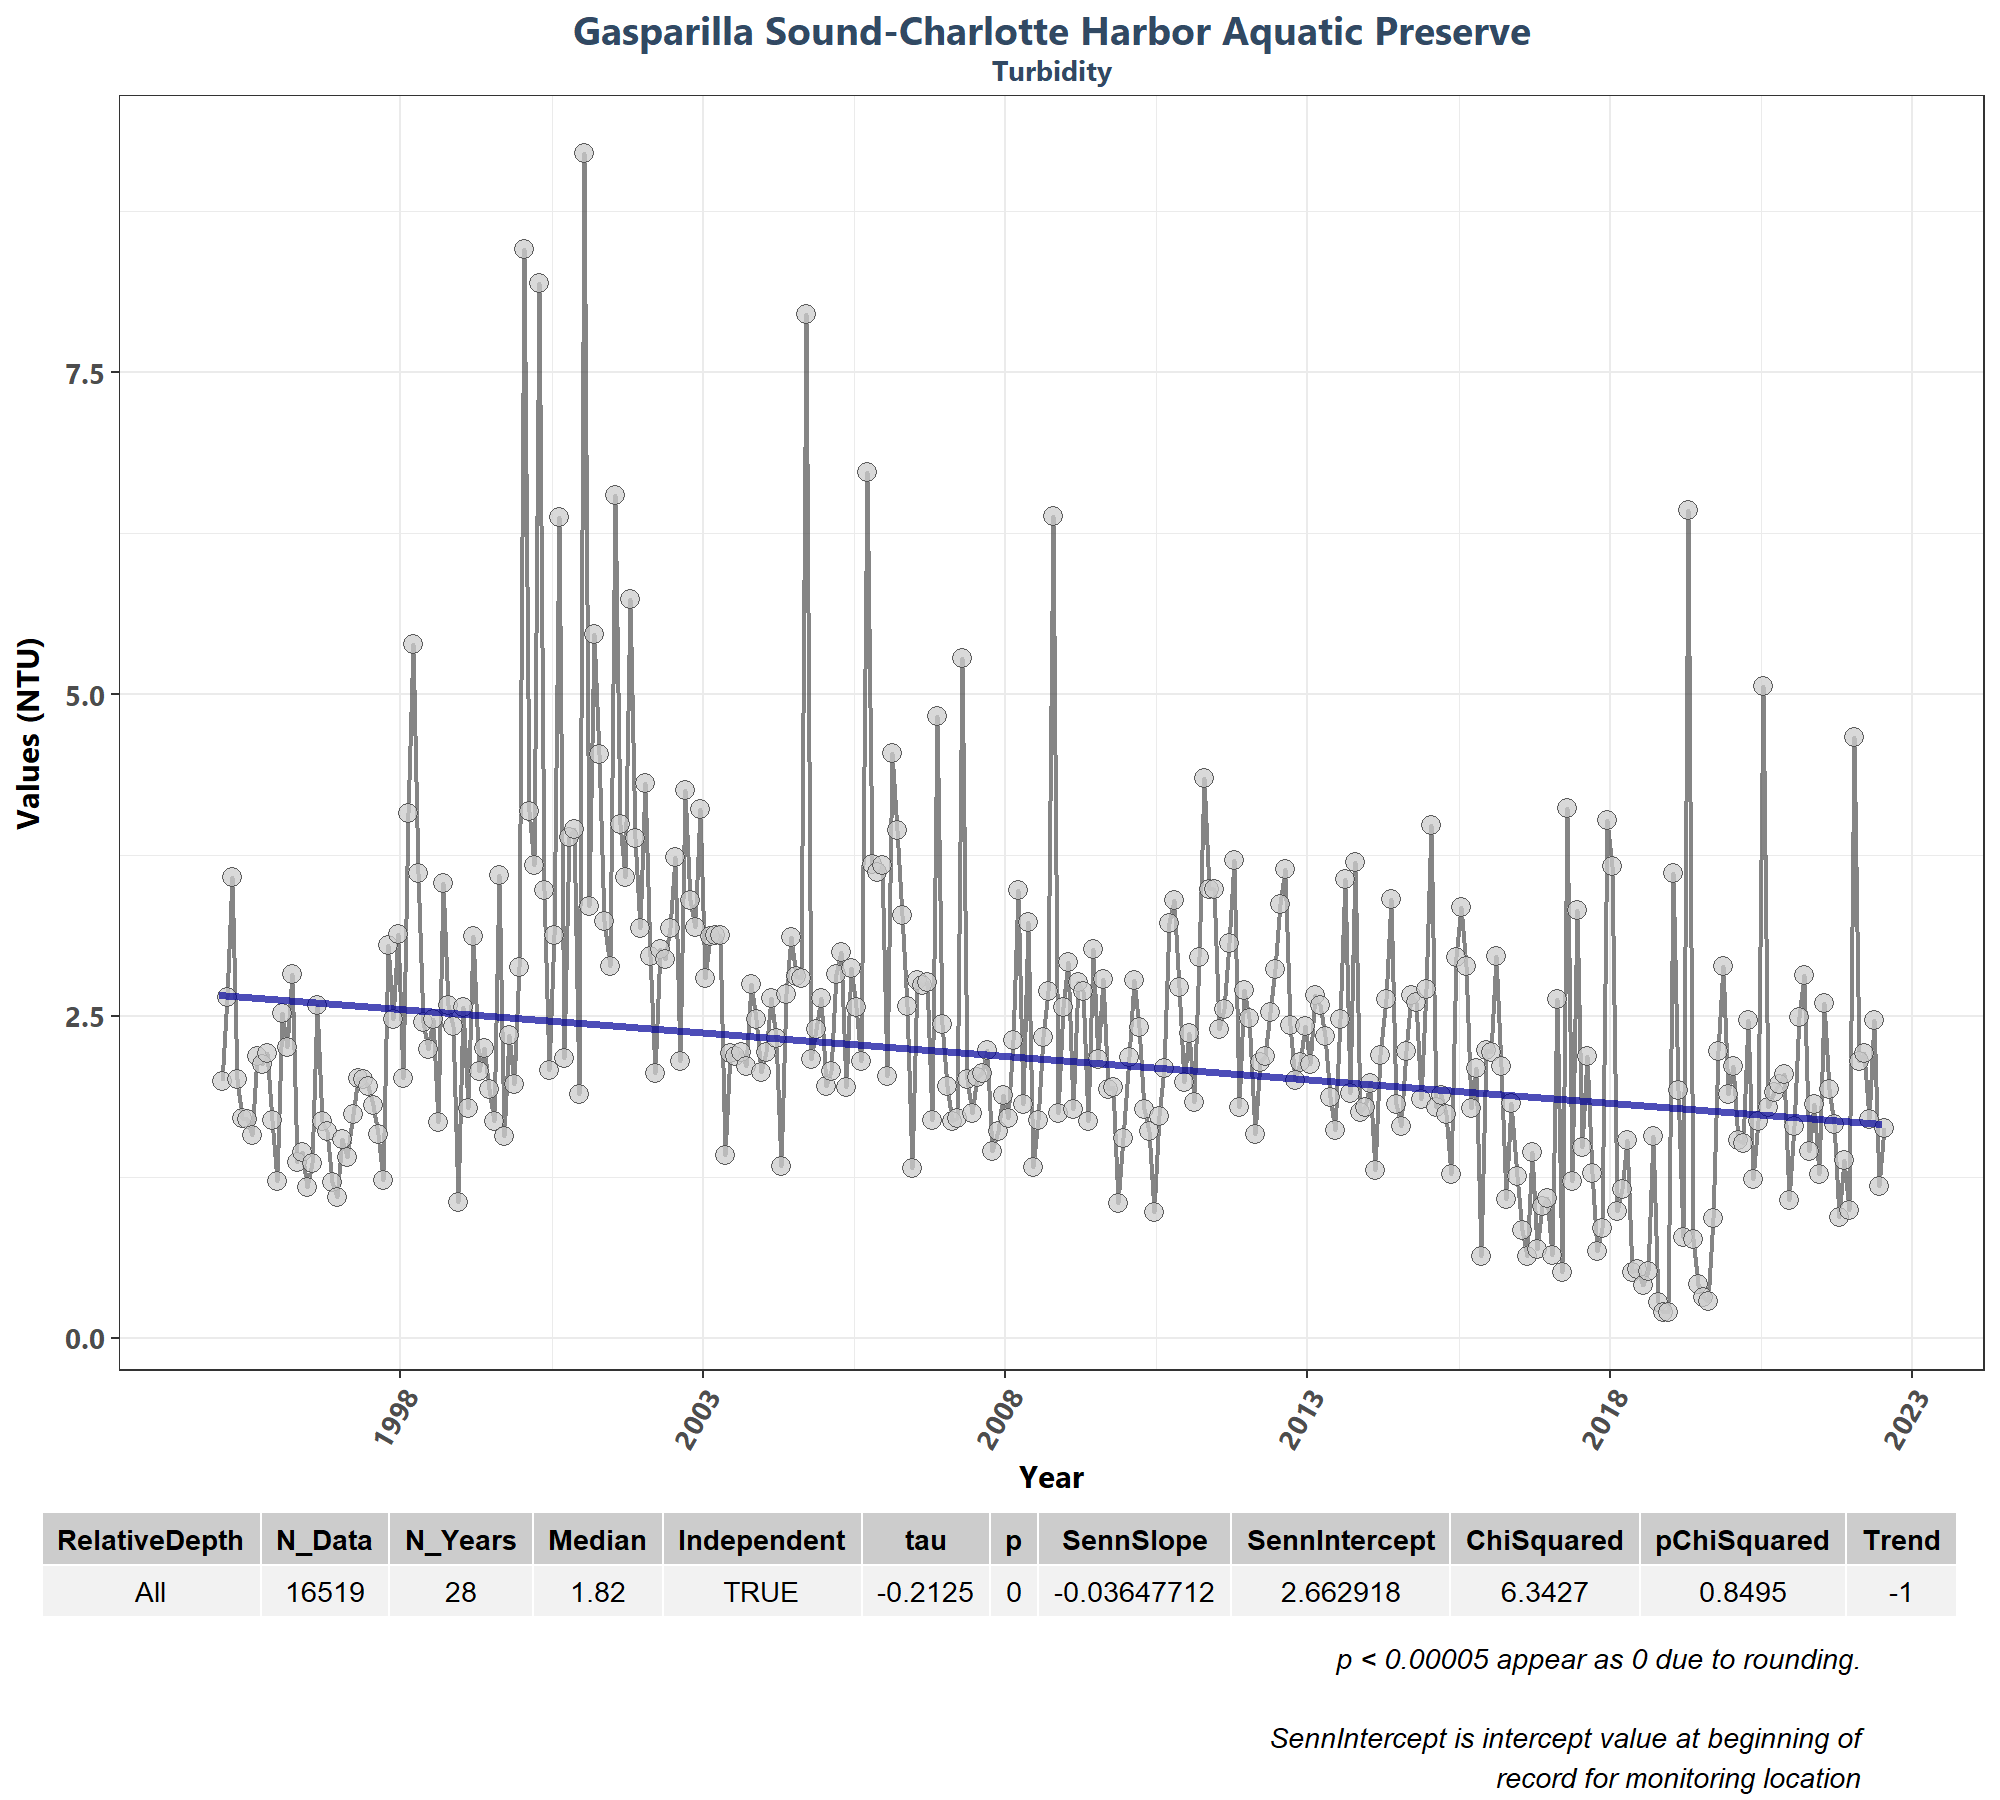 Gasparilla Sound-Charlotte Harbor Aquatic Preserve
Turbidity
Values (NTU)
7.5
5.0
2.5
0.0
1998 2003 2008 2013 2018 2023
Year
RelativeDepth N_Data N_Years Median Independent tau p SennSlope SennIntercept ChiSquared pChiSquared Trend
All 16519 28 1.82 TRUE -0.2125 0 -0.03647712 2.662918 6.3427 0.8495 -1
p < 0.00005 appear as 0 due to rounding.
SennIntercept is intercept value at beginning of
record for monitoring location